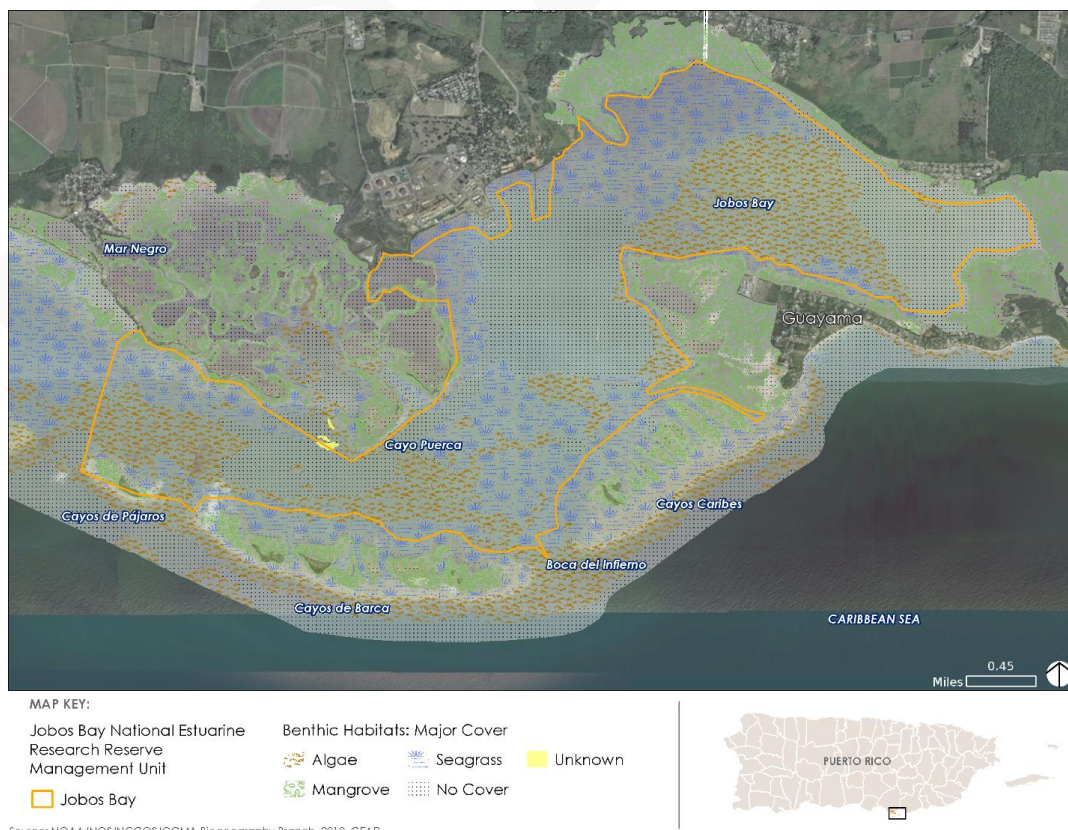 Jobos Bay
Mar Negro
Guayama
Cayo Puerca
Cayos Caribes
Cayos de Pájaros
Boca del Infierno
Cayos de Barca
CARIBBEAN SEA
0.45
Miles
MAP KEY:
Jobos Bay National Estuarine
Research Reserve
Management Unit
Jobos Bay
Benthic Habitats: Major Cover
Algae
Seagrass
Unknown
Mangrove
No Cover
PUERTO RICO